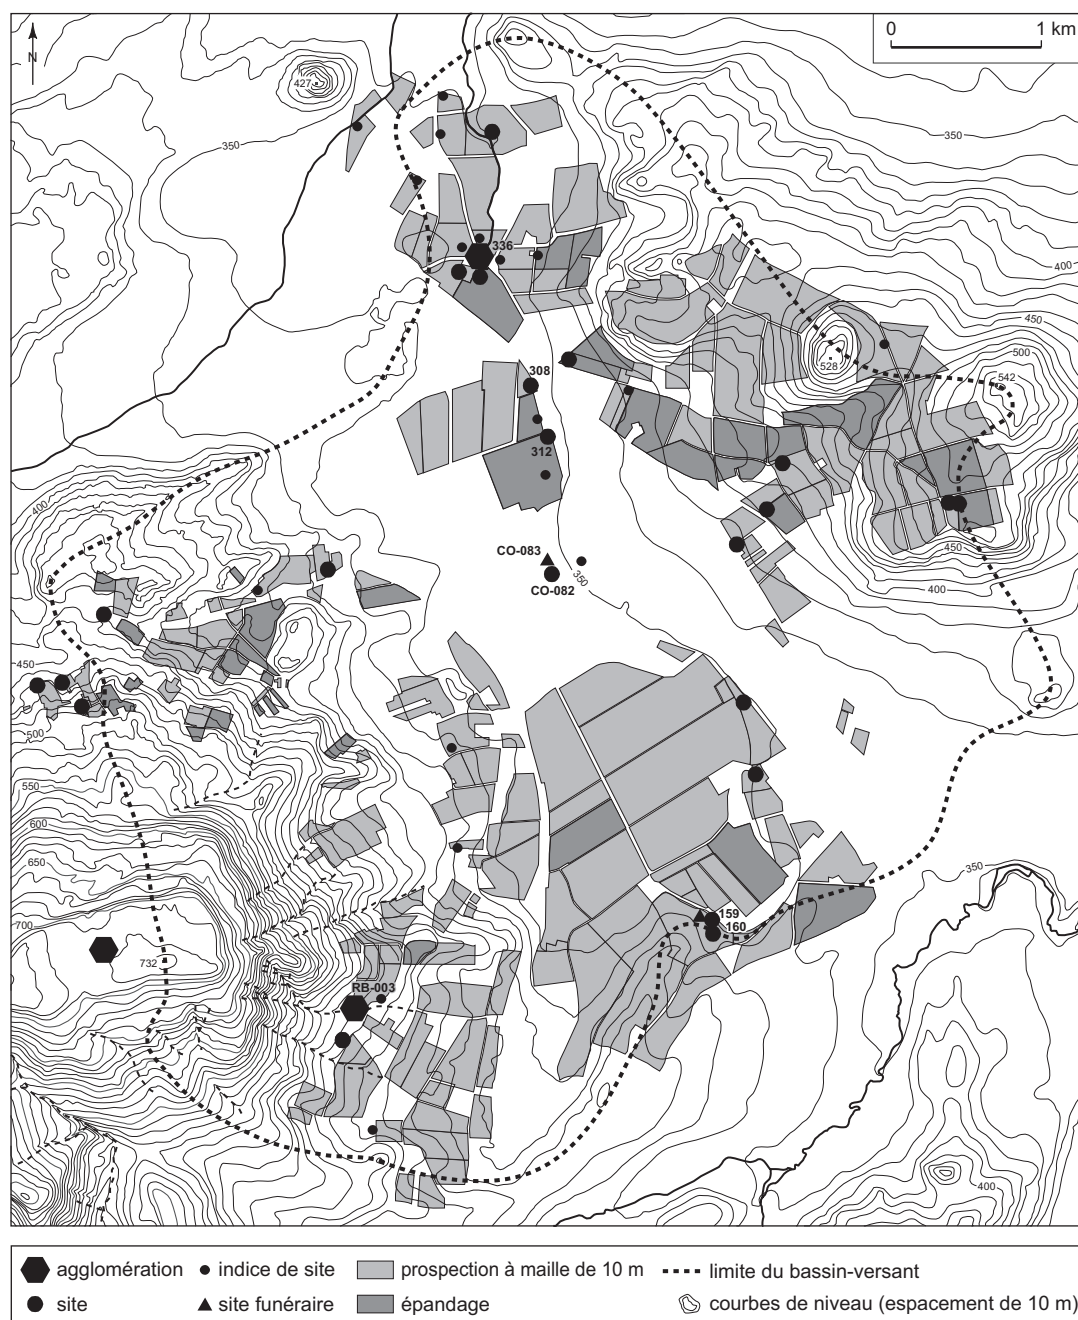 0 1 km
N
427
350
350
400
336
450
500
528
542
308
312
CO-083
CO-082
350
400
450
400
450
500
550
600
650
700
732
RB-003
159
160
350
400
agglomération
indice de site
prospection à maille de 10 m
limite du bassin-versant
site
site funéraire
épandage
courbes de niveau (espacement de 10 m)